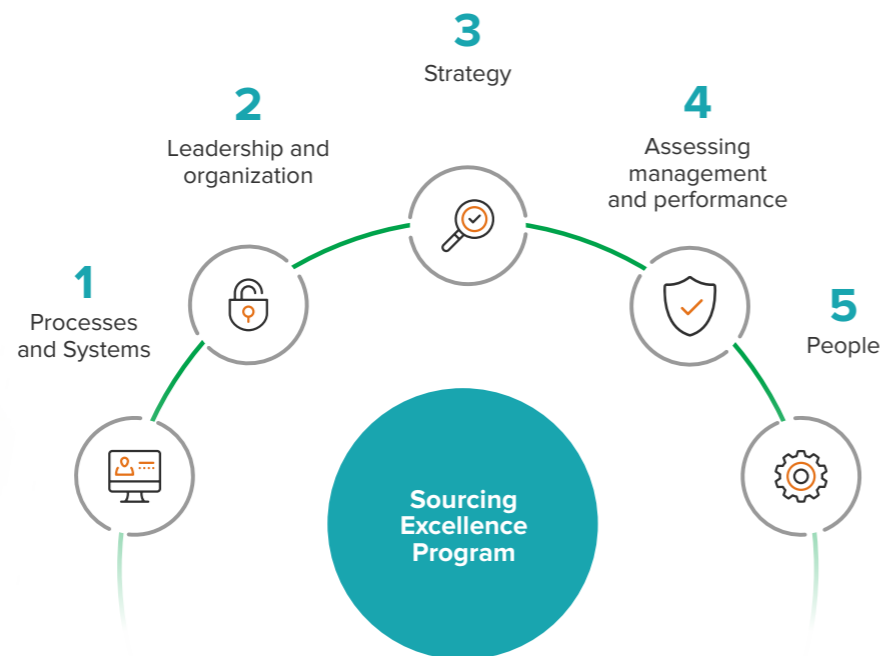 1
Processes
and Systems
2
Leadership and
organization
3
Strategy
4
Assessing
management
and performance
5
People
Sourcing
Excellence
Program